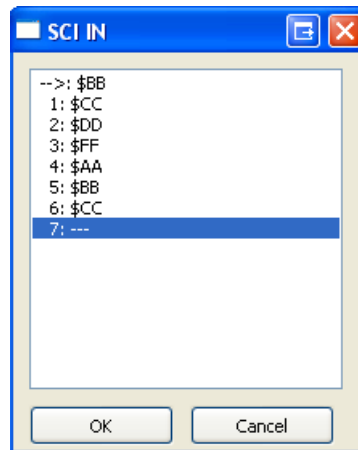 SCI IN
-->: $BB
1: $CC
2: $DD
3: $FF
4: $AA
5: $BB
6: $CC
7: ---
OK Cancel